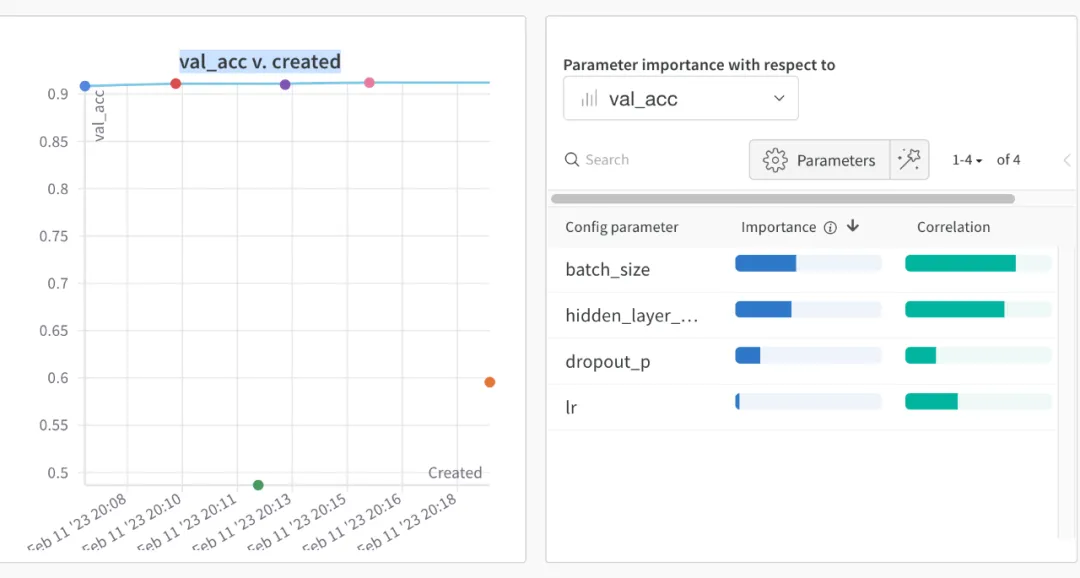 val_acc v. created
0.9
0.85
0.8
0.75
0.7
0.65
0.6
0.55
0.5
val_acc
Created
Feb 11 '23 20:08
Feb 11 '23 20:10
Feb 11 '23 20:11
Feb 11 '23 20:13
Feb 11 '23 20:15
Feb 11 '23 20:16
Feb 11 '23 20:18
Parameter importance with respect to
val_acc
Search
Parameters
1-4 of 4
Config parameter Importance Correlation
batch_size
hidden_layer_…
dropout_p
lr